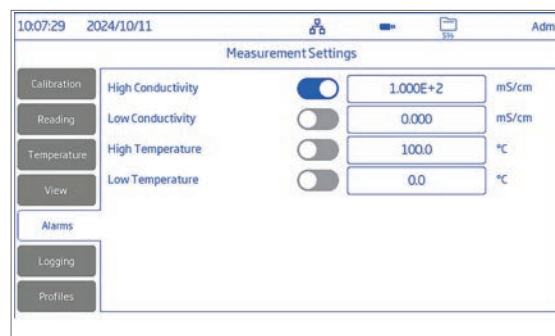 10:07:29 2024/10/11 5% Adm
Measurement Settings
Calibration
Reading
Temperature
View
Alarms
Logging
Profiles
High Conductivity 1.000E+2 mS/cm
Low Conductivity 0.000 mS/cm
High Temperature 100.0 °C
Low Temperature 0.0 °C